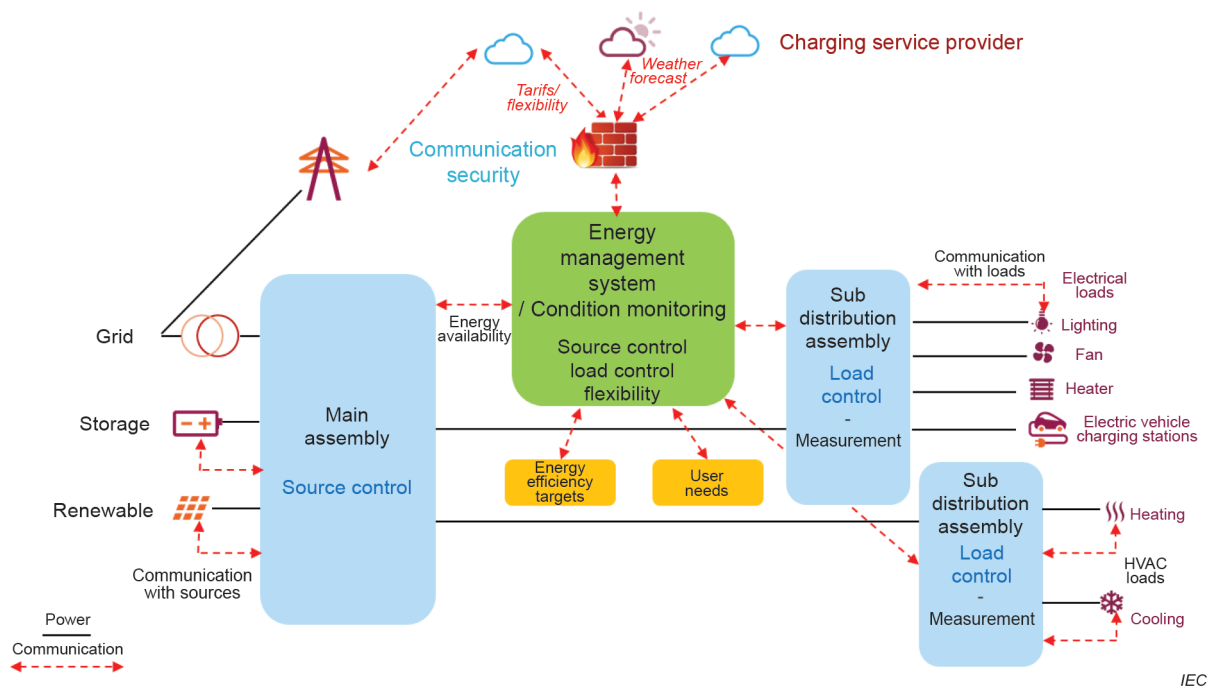 Charging service provider
Weather
forecast
Tarifs/
flexibility
Communication
security
Energy
management
system
/ Condition monitoring
Source control
load control
flexibility
Communication
with loads
Electrical
loads
Sub
distribution
assembly
Load
control
-
Measurement
Lighting
Fan
Heater
Electric vehicle
charging stations
Energy
availability
Grid
Storage
Renewable
Main
assembly
Source control
Energy
efficiency
targets
User
needs
Sub
distribution
assembly
Load
control
-
Measurement
Heating
HVAC
loads
Cooling
Communication
with sources
Power
Communication
IEC